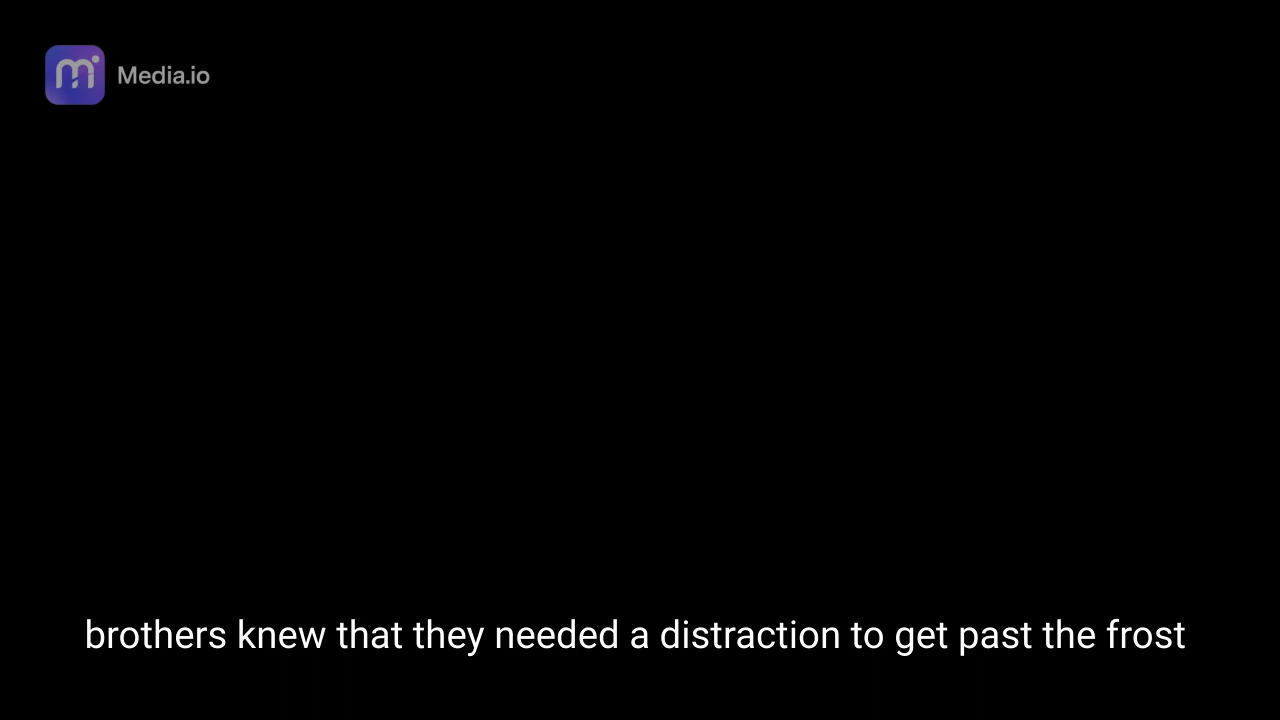 Media.io
brothers knew that they needed a distraction to get past the frost